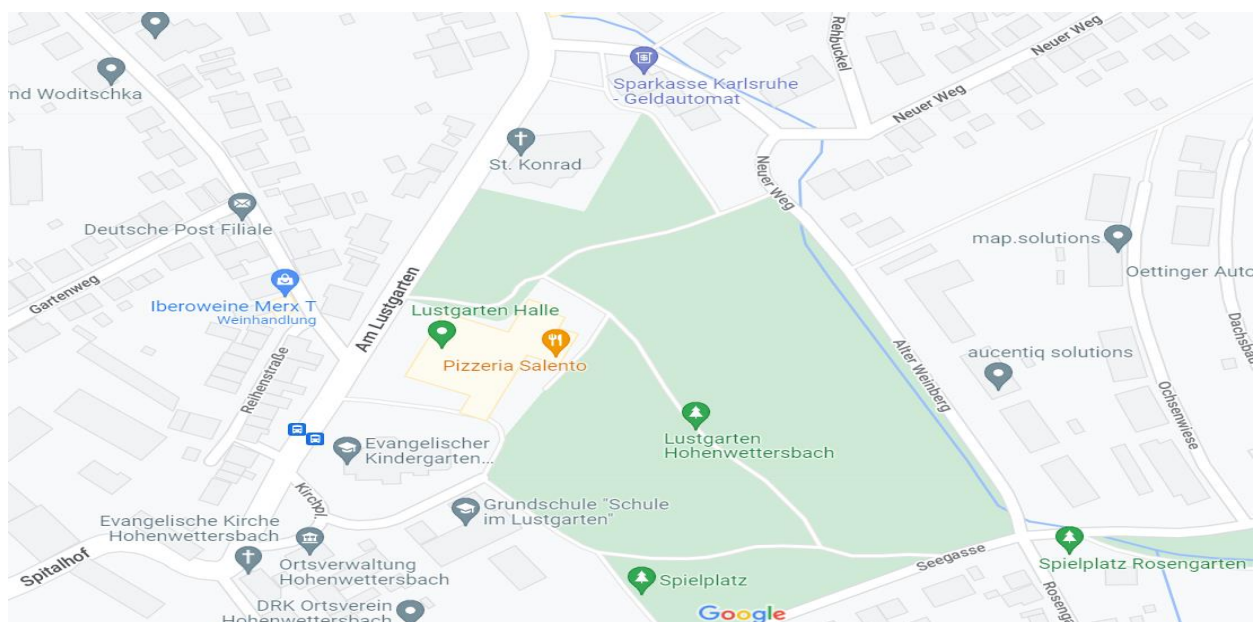 Neuer Weg
Rehbuckel
Sparkasse Karlsruhe
- Geldautomat
nd Woditschka
Neuer Weg
St. Konrad
Neuer Weg
Deutsche Post Filiale
map.solutions
Oettinger Auto
Gartenweg
Iberoweine Merx T
Weinhandlung
Am Lustgarten
Lustgarten Halle
Pizzeria Salento
Alter Weinberg
aucentiq solutions
Reihenstraße
Ochsenwiese
Lustgarten
Hohenwettersbach
Evangelischer
Kindergarten...
Kirchpl.
Grundschule "Schule
im Lustgarten"
Evangelische Kirche
Hohenwettersbach
Ortsverwaltung
Hohenwettersbach
Spitalhof
Seegasse
Spielplatz
Spielplatz Rosengarten
Rosenga
DRK Ortsverein
Hohenwettersbach
Google